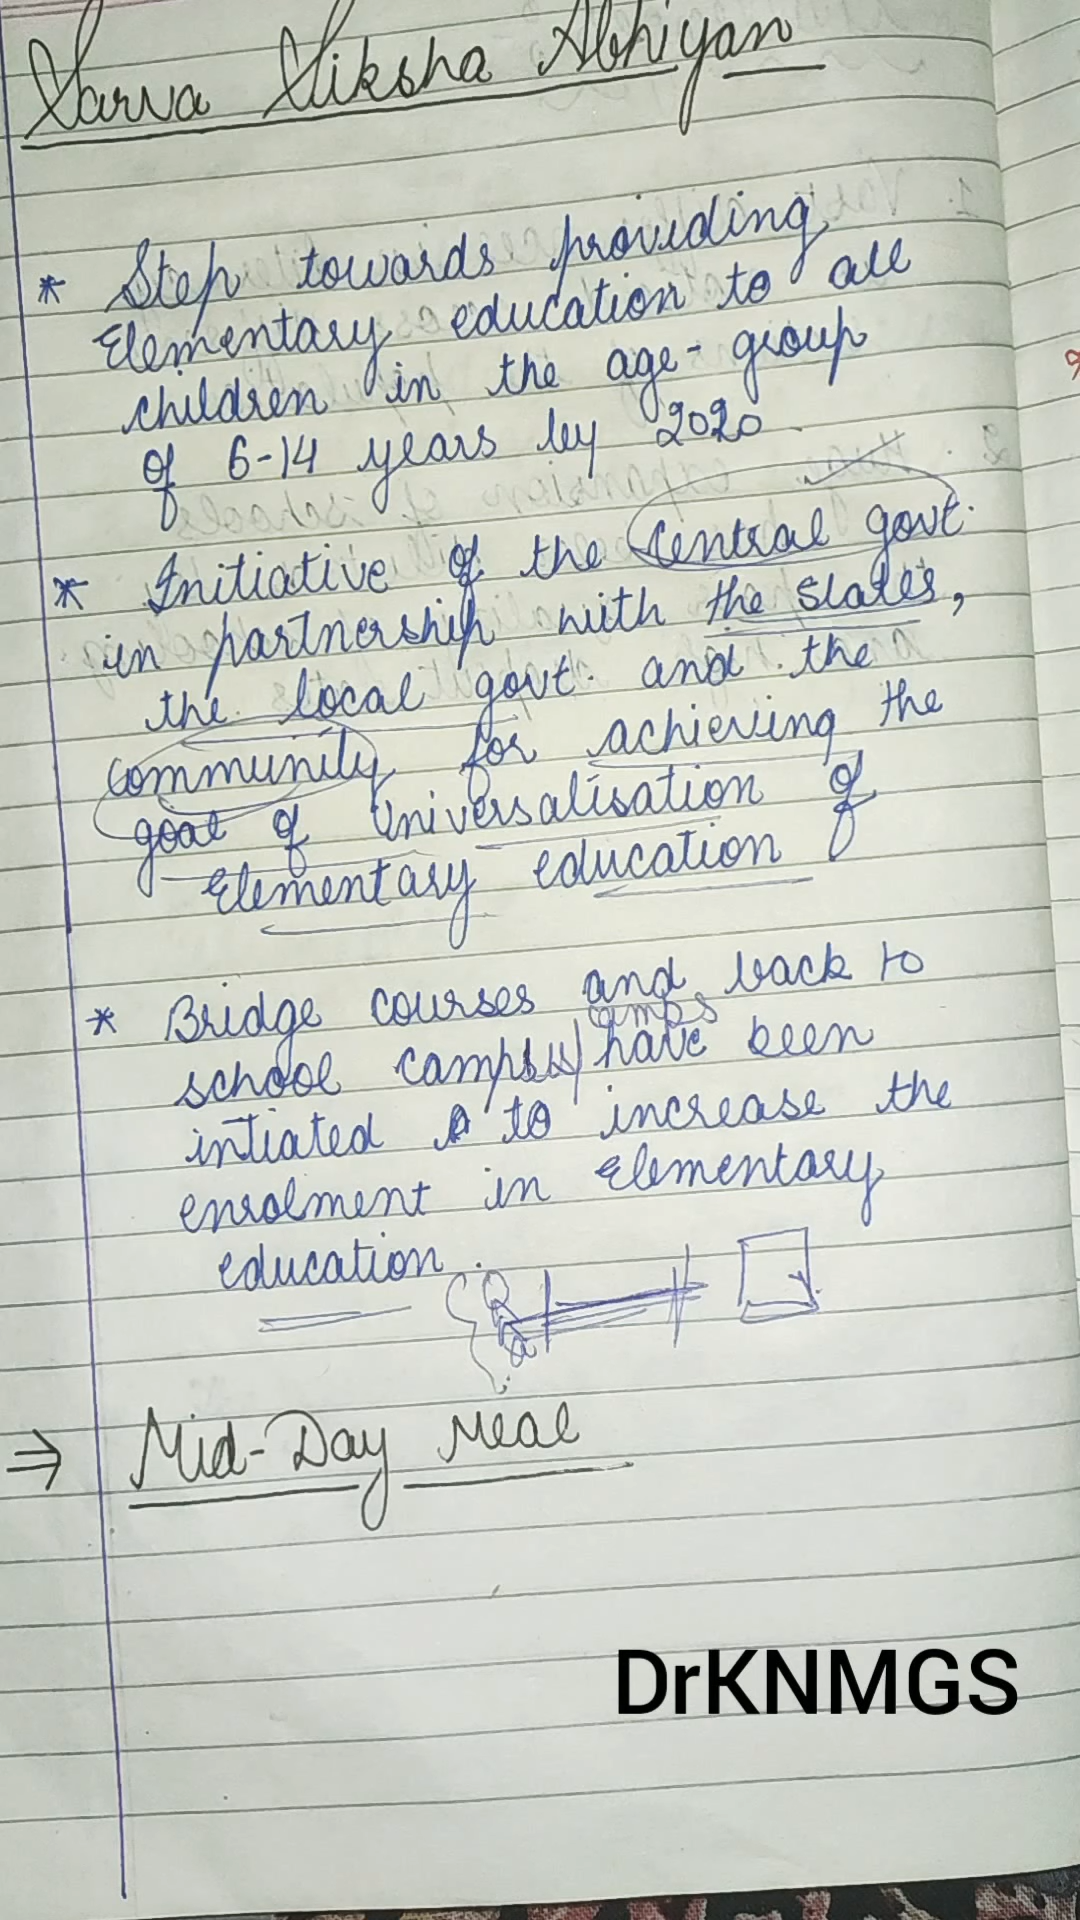 Sarva Siksha Abhiyan
* Step towards providing
Elementary education to all
children in the age-group
of 6-14 years by 2020
* Initiative of the central govt.
in partnership with the states,
the local govt. and the
community for achieving the
goal of Universalisation of
Elementary education
* Bridge courses and back to
amps
school camps have been
intiated to increase the
enrolment in Elementary
education.
⇒ Mid-Day Meal
DrKNMGS